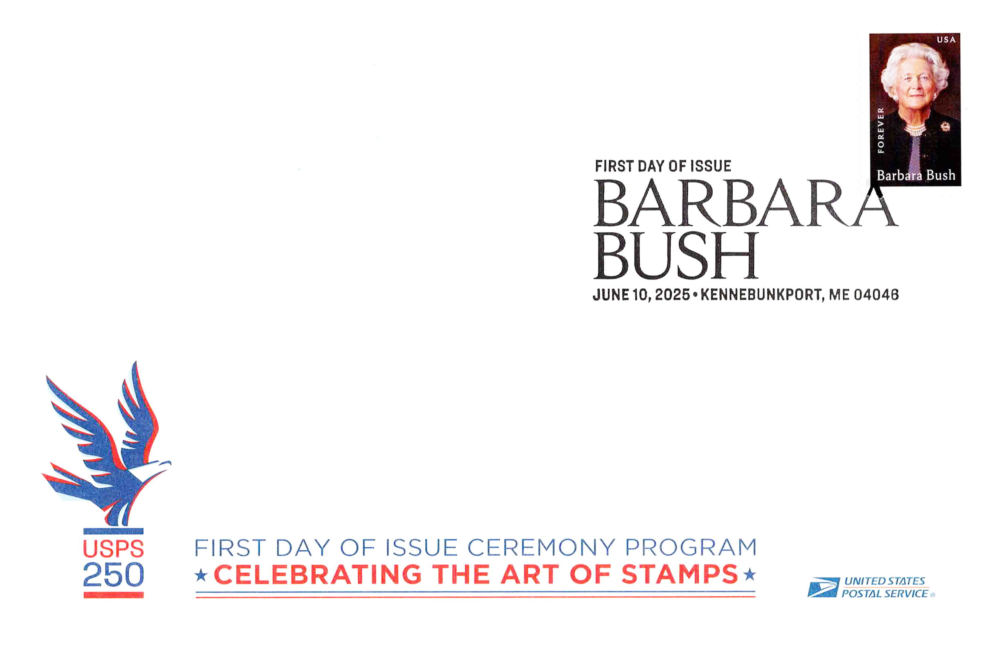 USA
FOREVER
Barbara Bush
FIRST DAY OF ISSUE
BARBARA
BUSH
JUNE 10, 2025 • KENNEBUNKPORT, ME 04046
USPS
250
FIRST DAY OF ISSUE CEREMONY PROGRAM
★ CELEBRATING THE ART OF STAMPS ★
UNITED STATES
POSTAL SERVICE ®